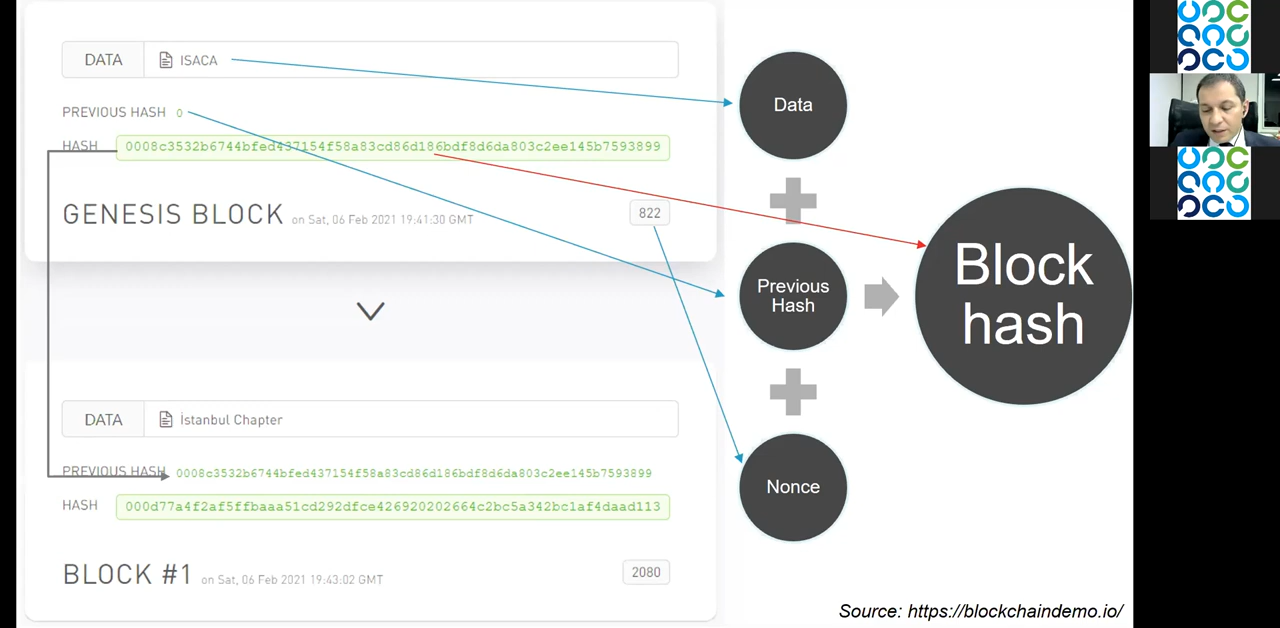 DATA ISACA
PREVIOUS HASH 0
HASH 0008c3532b6744bfed437154f58a83cd86d186bdf8d6da803c2ee145b7593899
GENESIS BLOCK on Sat, 06 Feb 2021 19:41:30 GMT 822
DATA İstanbul Chapter
PREVIOUS HASH 0008c3532b6744bfed437154f58a83cd86d186bdf8d6da803c2ee145b7593899
HASH 000d77a4f2af5ffbaaa51cd292dfce426920202664c2bc5a342bc1af4daad113
BLOCK #1 on Sat, 06 Feb 2021 19:43:02 GMT 2080
Data
Previous
Hash
Nonce
Block
hash
Source: https://blockchaindemo.io/